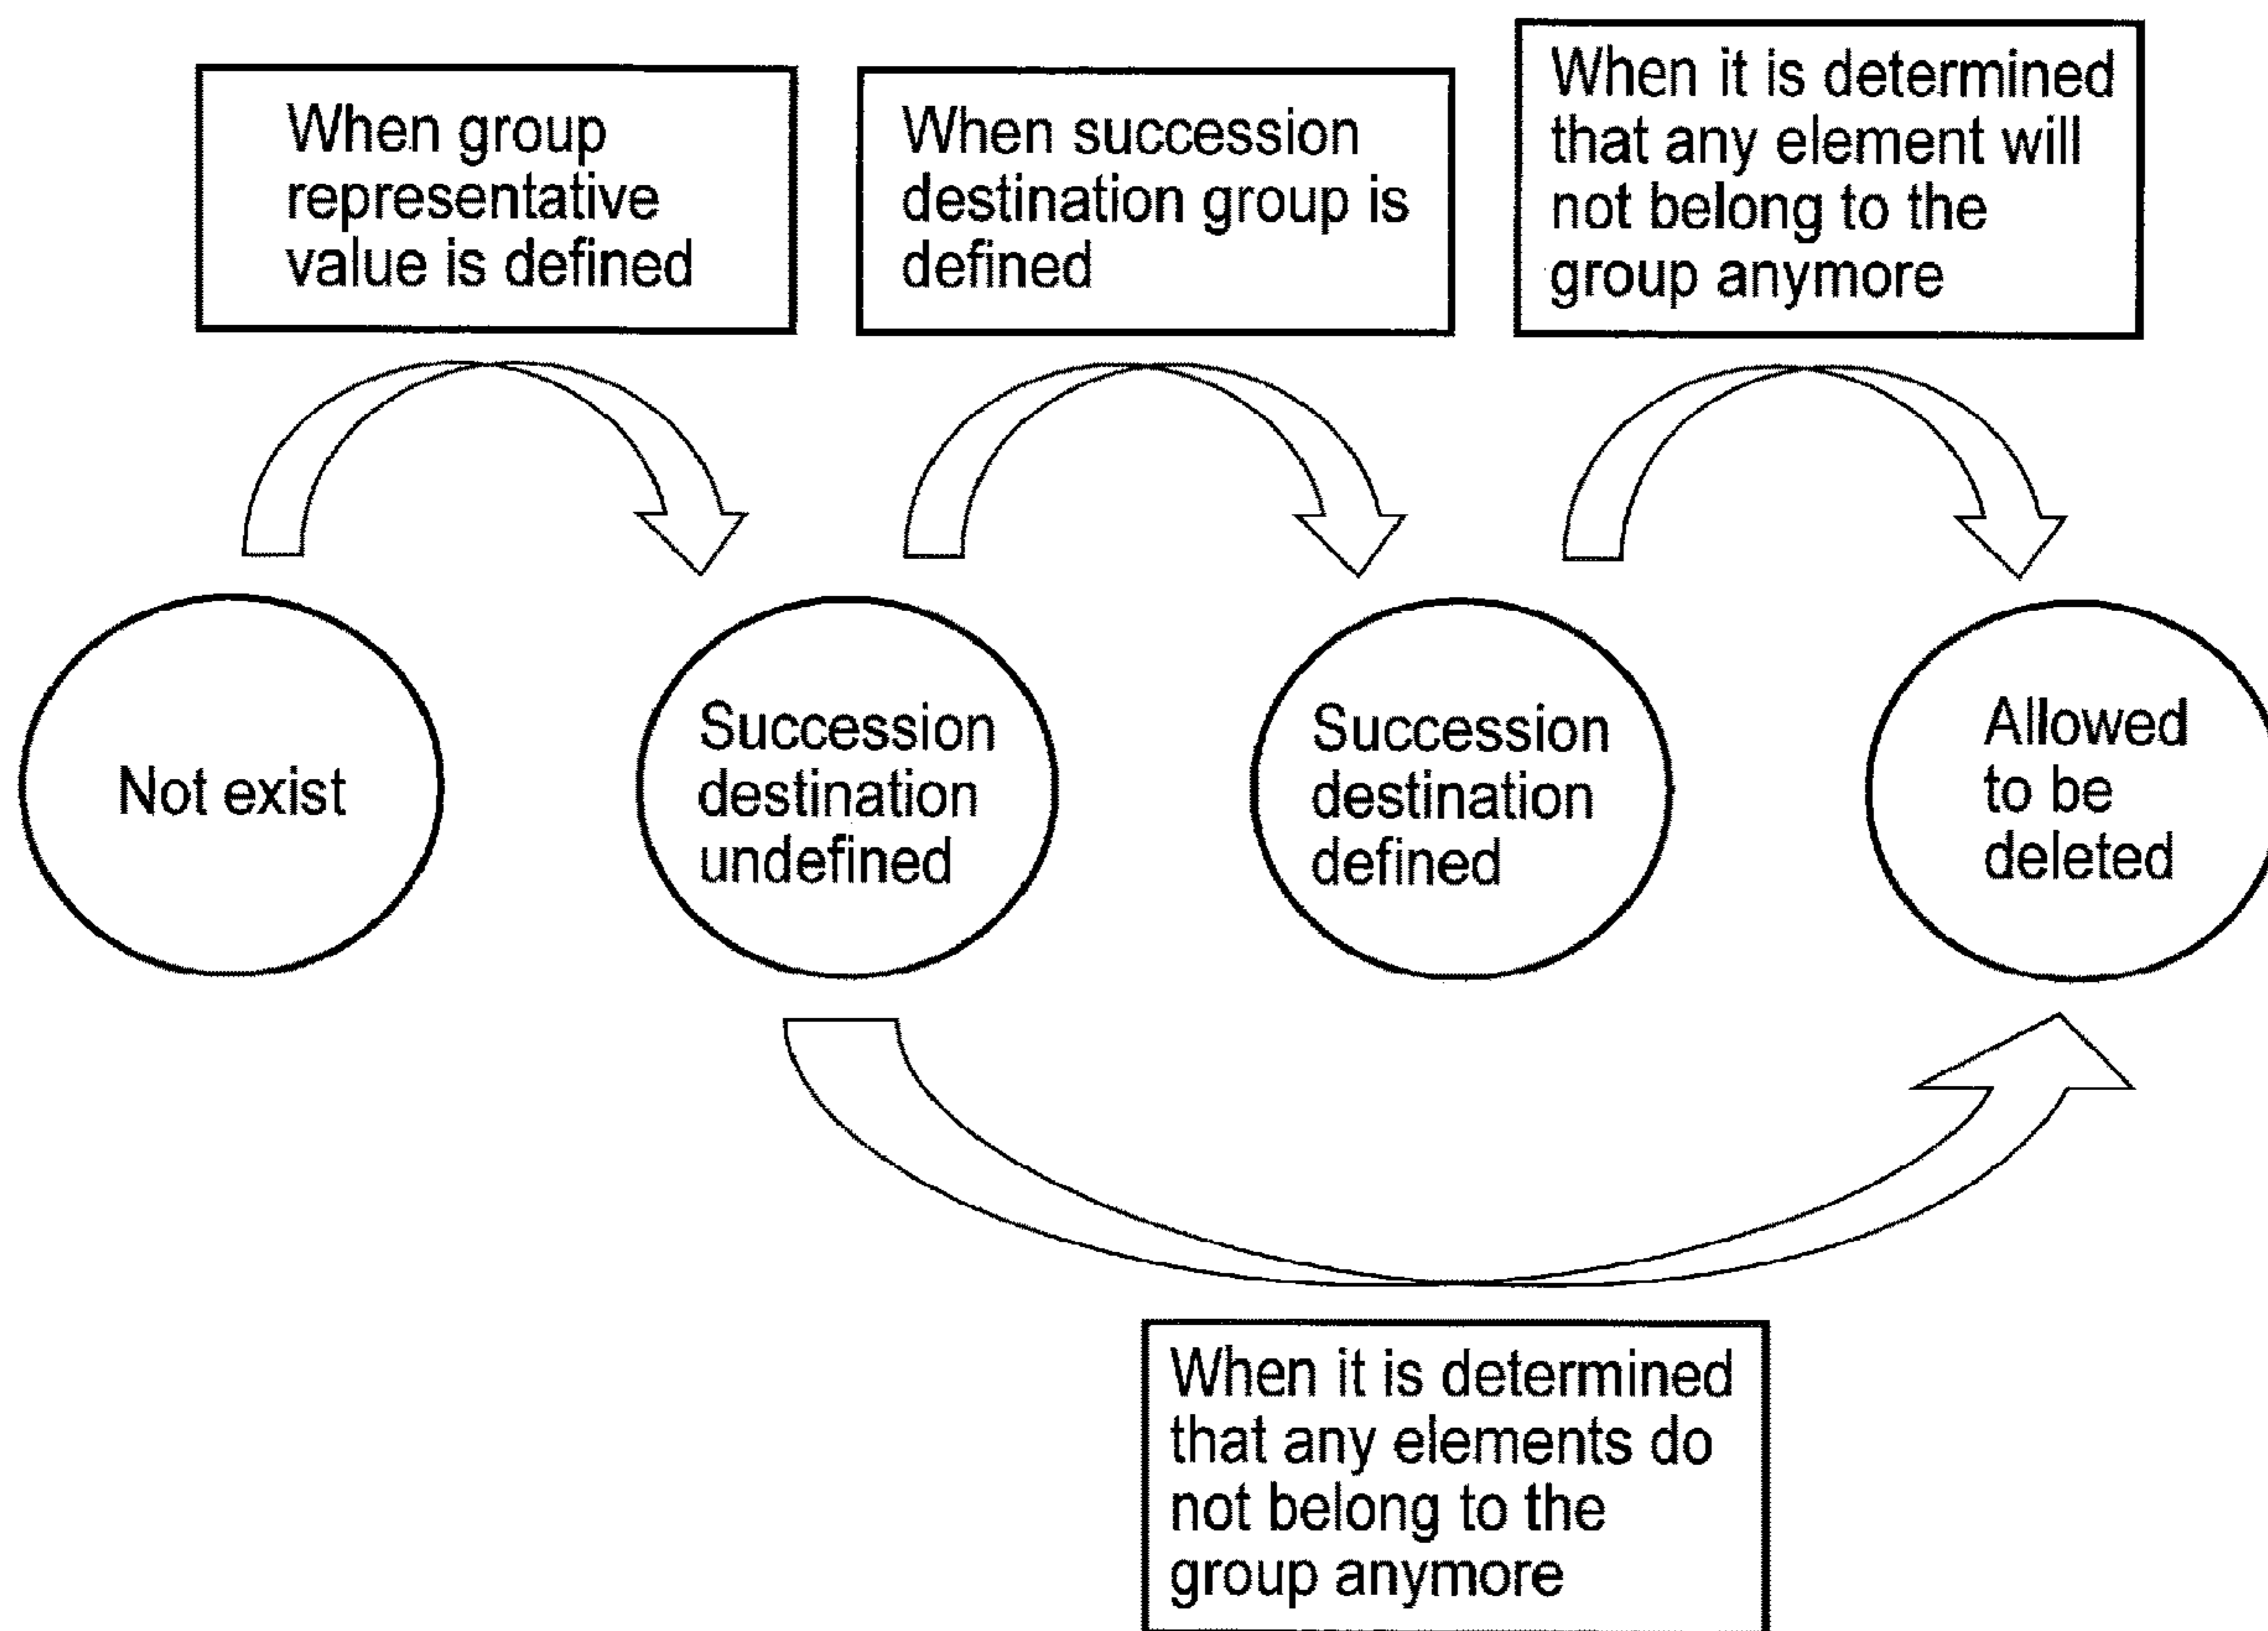 When group
representative
value is defined
When succession
destination group is
defined
When it is determined
that any element will
not belong to the
group anymore
Not exist
Succession
destination
undefined
Succession
destination
defined
Allowed
to be
deleted
When it is determined
that any elements do
not belong to the
group anymore